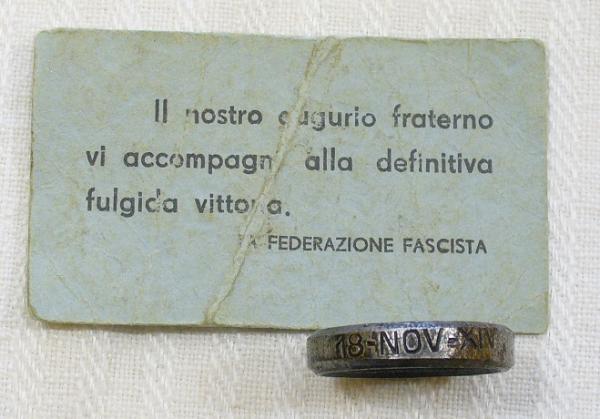 Il nostro augurio fraterno
vi accompagni alla definitiva
fulgida vittoria.
LA FEDERAZIONE FASCISTA
18-NOV-XIV